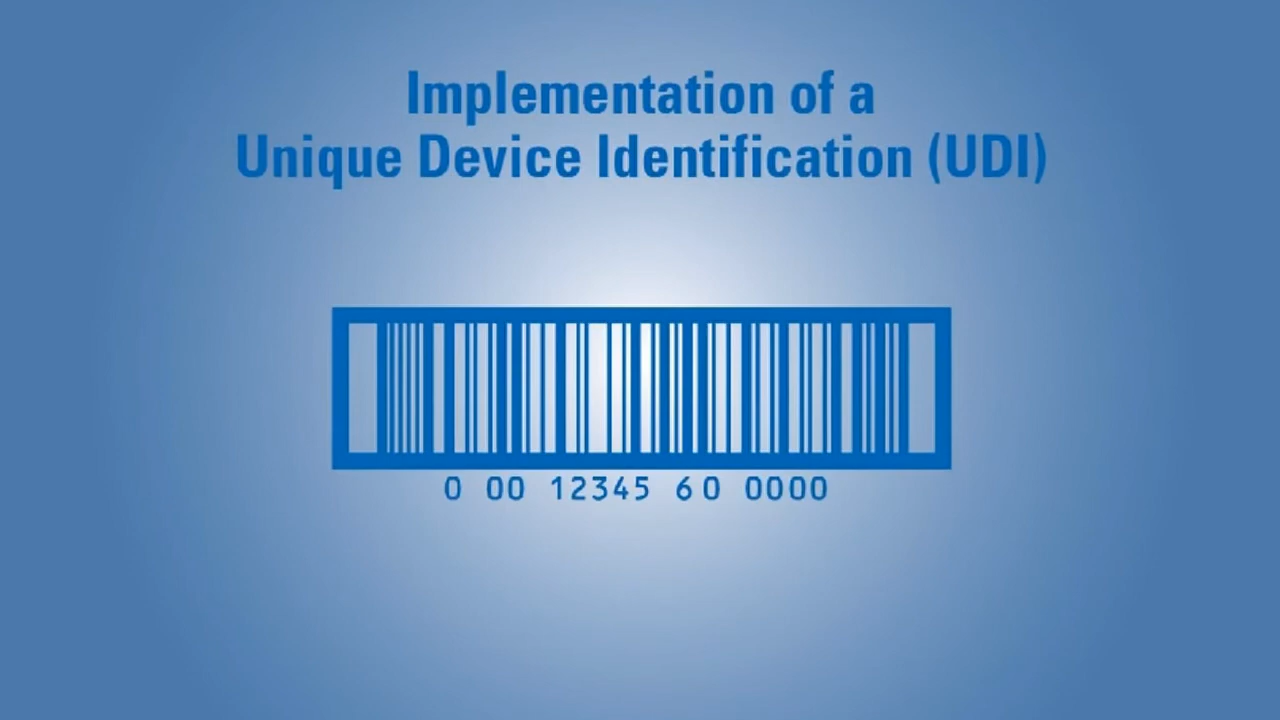 Implementation of a
Unique Device Identification (UDI)
0 00 12345 60 0000